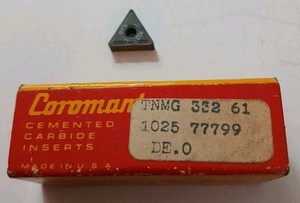 Coromant
TNMG 332 61
CEMENTED
1025 77799
CARBIDE
INSERTS
DE.0
MADE IN U.S.A.